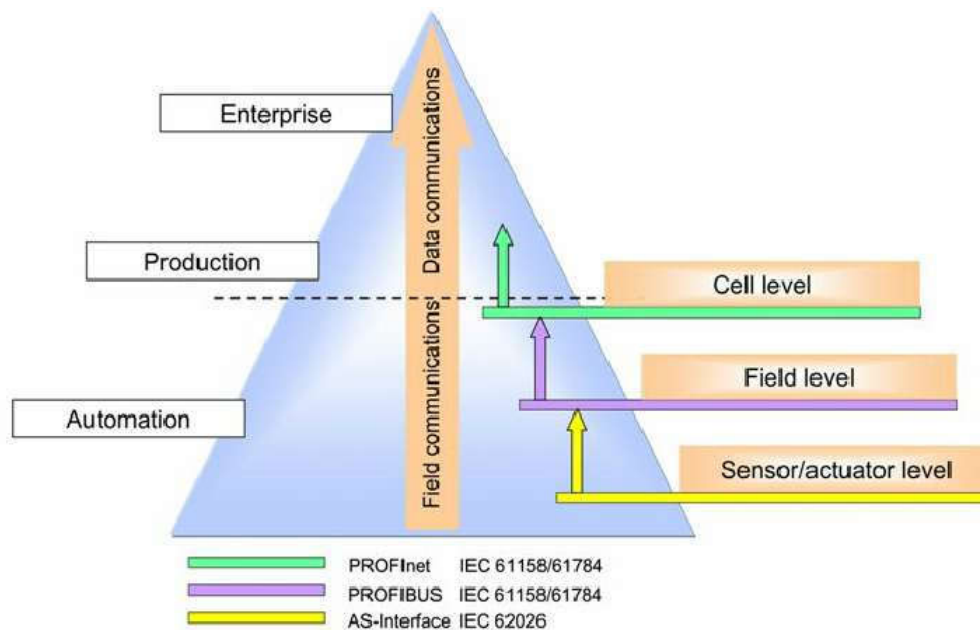 Enterprise
Data communications
Production
Cell level
Field communications
Field level
Automation
Sensor/actuator level
PROFInet IEC 61158/61784
PROFIBUS IEC 61158/61784
AS-Interface IEC 62026